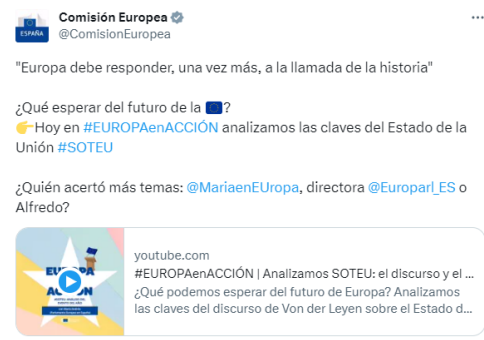 Comisión Europea
@ComisionEuropea
ESPAÑA
"Europa debe responder, una vez más, a la llamada de la historia"
¿Qué esperar del futuro de la 🇪🇺?
👉Hoy en #EUROPAenACCIÓN analizamos las claves del Estado de la
Unión #SOTEU
¿Quién acertó más temas: @MariaenEUropa, directora @Europarl_ES o
Alfredo?
EUROPA
ACCIÓN
youtube.com
#EUROPAenACCIÓN | Analizamos SOTEU: el discurso y el ...
¿Qué podemos esperar del futuro de Europa? Analizamos
las claves del discurso de Von der Leyen sobre el Estado d...